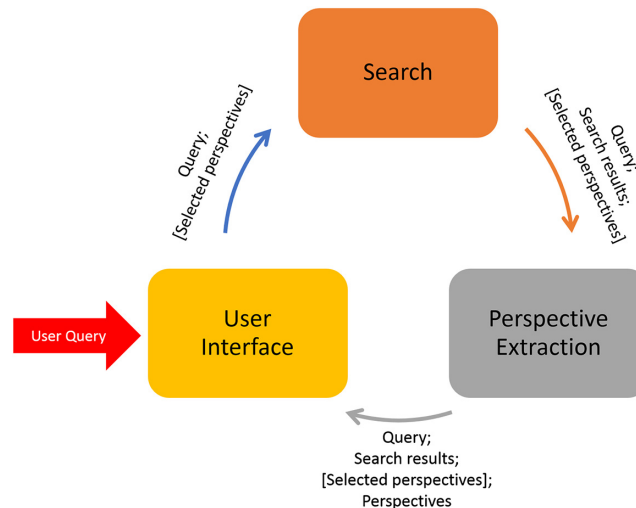 Search
Query;
[Selected perspectives]
Query;
Search results;
[Selected perspectives]
User Query
User
Interface
Perspective
Extraction
Query;
Search results;
[Selected perspectives];
Perspectives